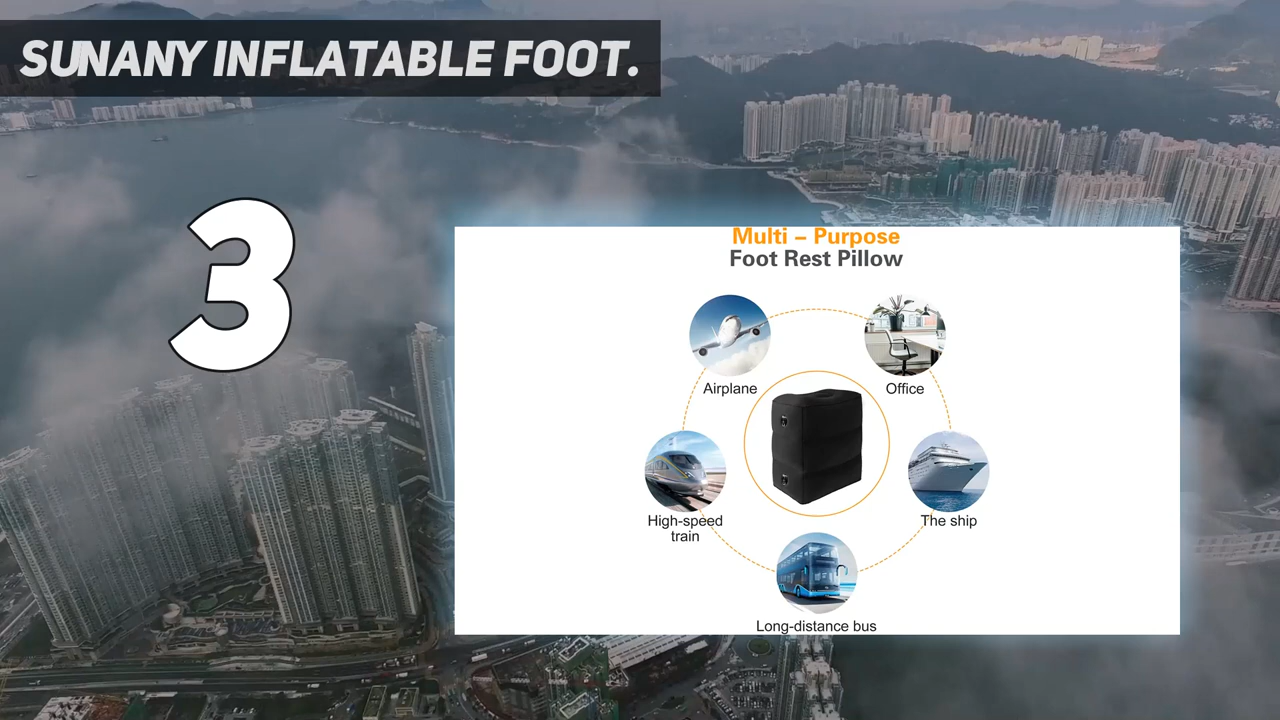 SUNANY INFLATABLE FOOT.
3
Multi – Purpose
Foot Rest Pillow
Airplane
Office
High-speed
train
The ship
Long-distance bus